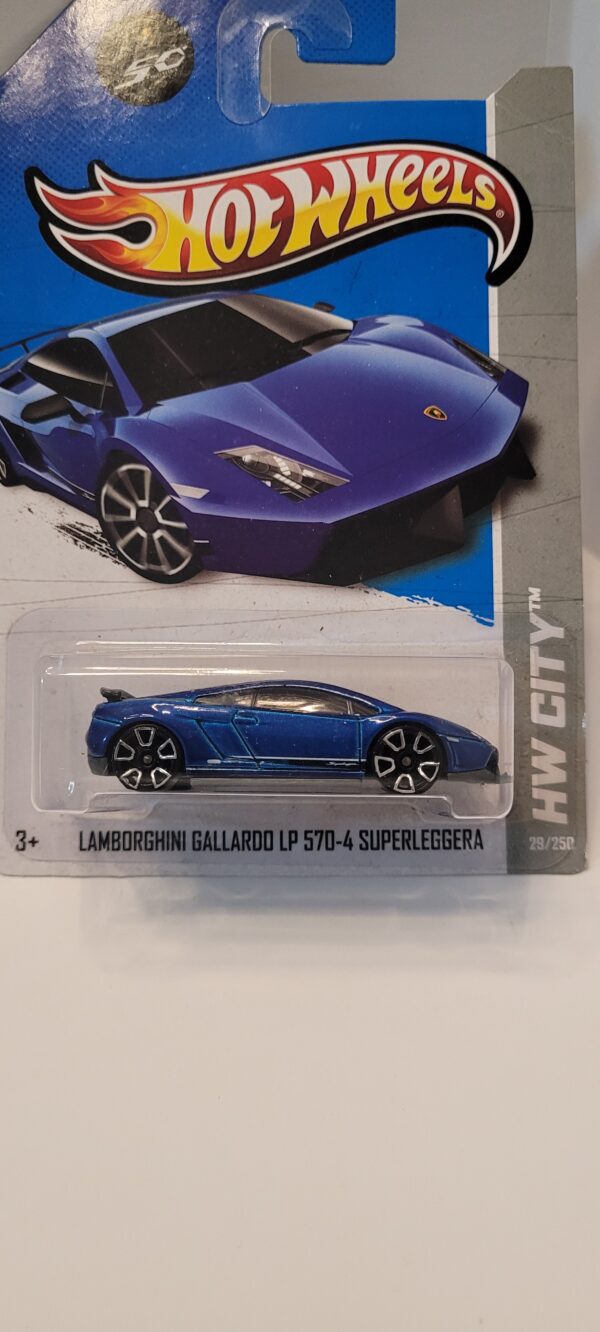 50
HOT WHEELS
®
HW CITY™
3+
LAMBORGHINI GALLARDO LP 570-4 SUPERLEGGERA
29/250